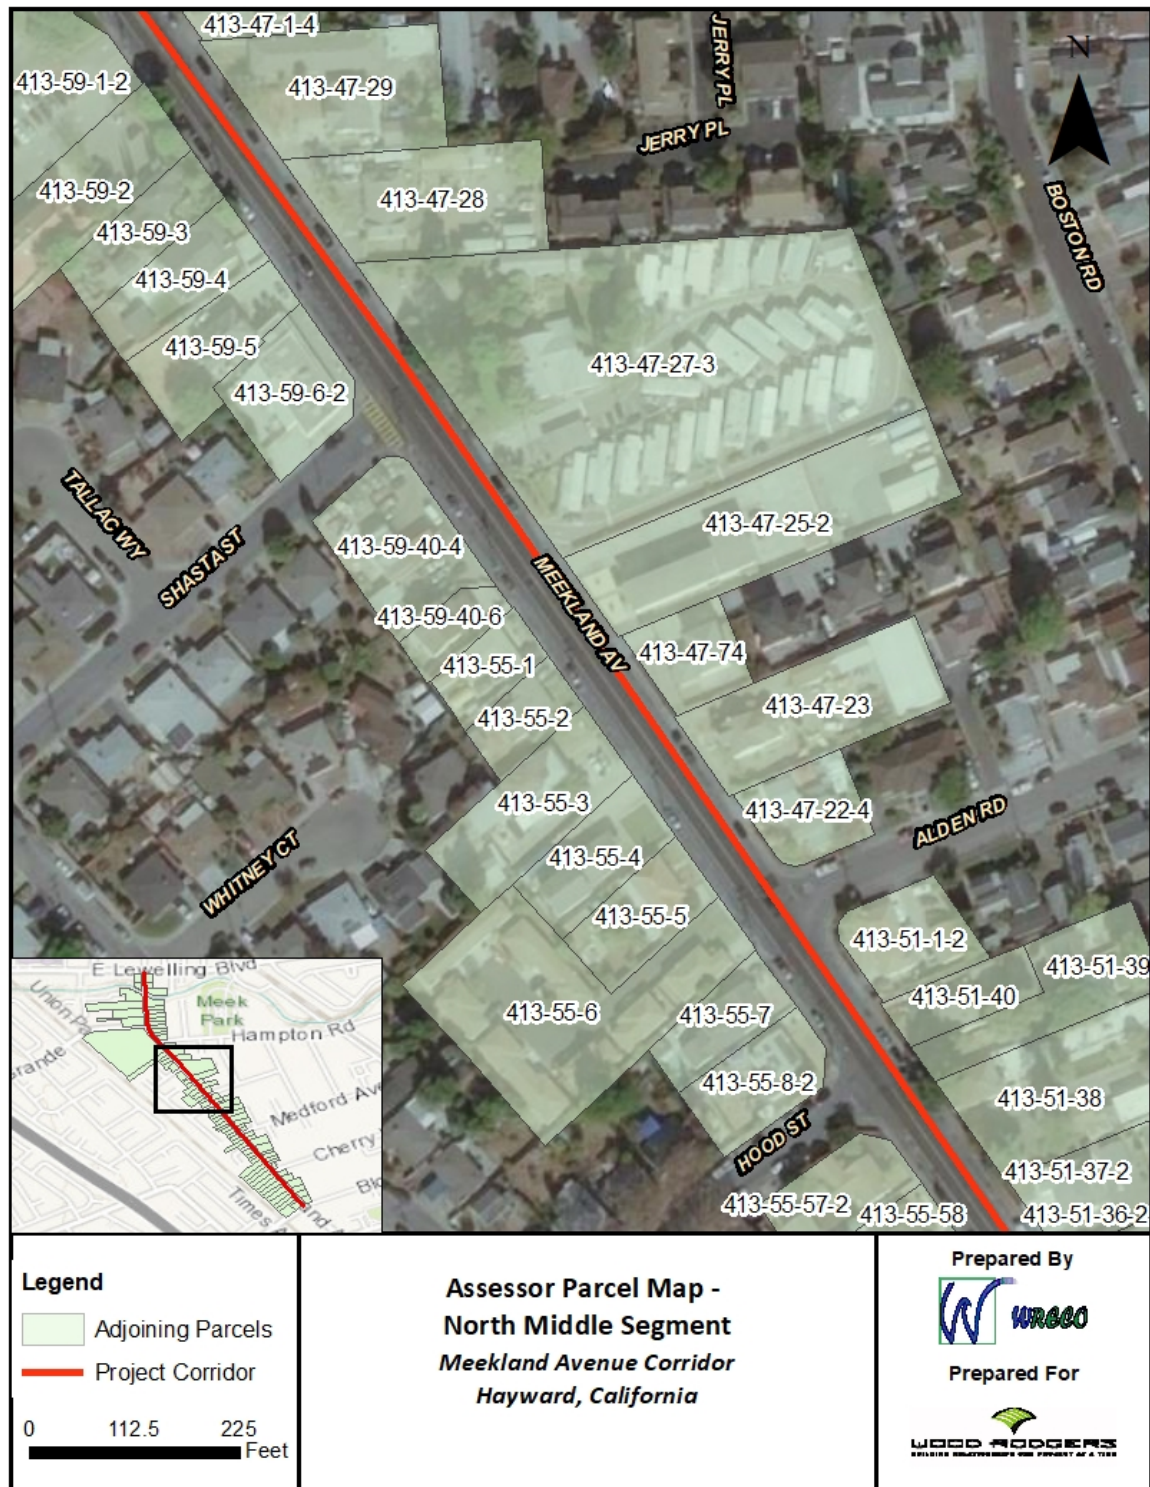 413-47-1-4
413-59-1-2
413-47-29
JERRY PL
JERRY PL
N
413-59-2
413-47-28
BOSTON RD
413-59-3
413-59-4
413-59-5
413-47-27-3
413-59-6-2
TALLAC WY
SHASTA ST
413-59-40-4
413-47-25-2
MEEKLAND AV
413-59-40-6
413-55-1
413-47-74
413-55-2
413-47-23
413-55-3
413-47-22-4
ALDEN RD
WHITNEY CT
413-55-4
413-55-5
413-51-1-2
413-51-39
413-51-40
413-55-6
413-55-7
413-55-8-2
413-51-38
HOOD ST
413-51-37-2
413-55-57-2
413-55-58
413-51-36-2
E Lewelling Blvd
Union Pa
Meek
Park
Hampton Rd
rande
Medford Ave
Cherry
Times
Legend
Adjoining Parcels
Project Corridor
0 112.5 225
Feet
Assessor Parcel Map -
North Middle Segment
Meekland Avenue Corridor
Hayward, California
Prepared By
WRECO
Prepared For
WOOD RODGERS